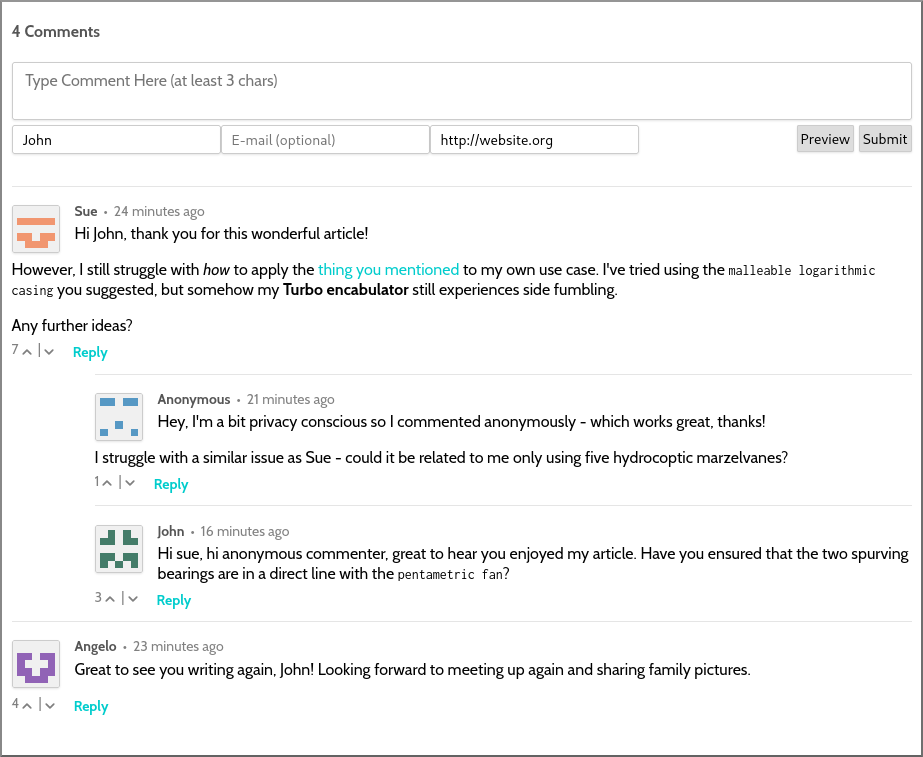 4 Comments
Type Comment Here (at least 3 chars)
John E-mail (optional) http://website.org Preview Submit
Sue • 24 minutes ago
Hi John, thank you for this wonderful article!
However, I still struggle with how to apply the thing you mentioned to my own use case. I've tried using the malleable logarithmic
casing you suggested, but somehow my Turbo encabulator still experiences side fumbling.
Any further ideas?
7 | Reply
Anonymous • 21 minutes ago
Hey, I'm a bit privacy conscious so I commented anonymously - which works great, thanks!
I struggle with a similar issue as Sue - could it be related to me only using five hydrocoptic marzelvanes?
1 | Reply
John • 16 minutes ago
Hi sue, hi anonymous commenter, great to hear you enjoyed my article. Have you ensured that the two spurving
bearings are in a direct line with the pentametric fan?
3 | Reply
Angelo • 23 minutes ago
Great to see you writing again, John! Looking forward to meeting up again and sharing family pictures.
4 | Reply